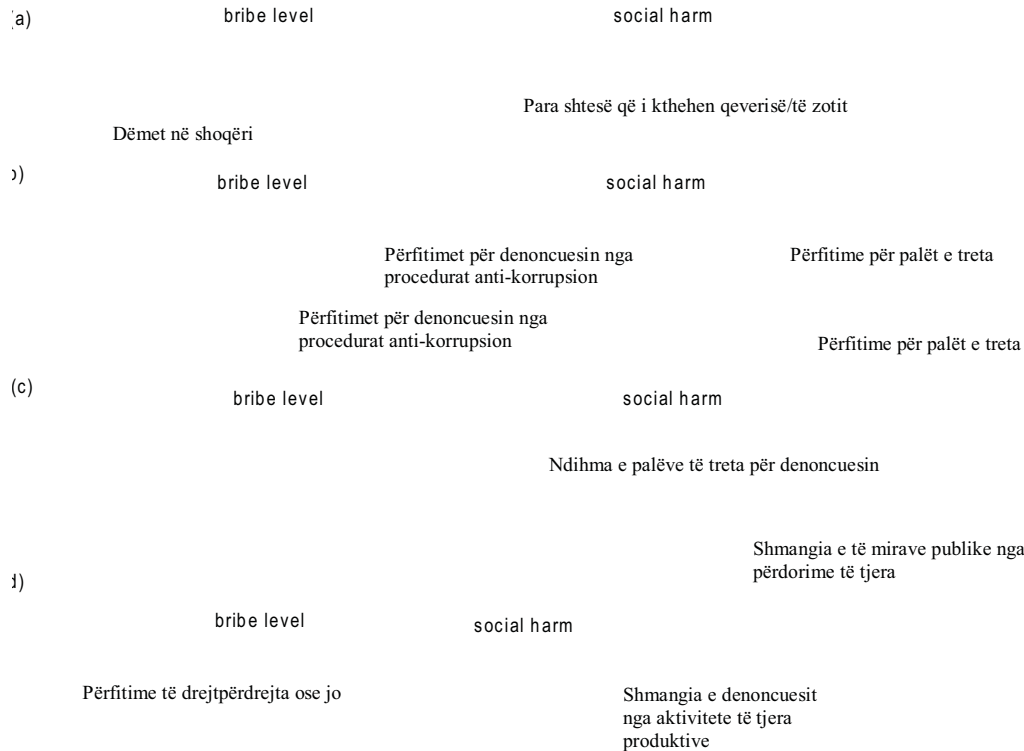 (a)
bribe level social harm
Para shtesë që i kthehen qeverisë/të zotit
Dëmet në shoqëri
b)
bribe level social harm
Përfitimet për denoncuesin nga
procedurat anti-korrupsion
Përfitime për palët e treta
Përfitimet për denoncuesin nga
procedurat anti-korrupsion
Përfitime për palët e treta
(c)
bribe level social harm
Ndihma e palëve të treta për denoncuesin
Shmangia e të mirave publike nga
përdorime të tjera
d)
bribe level social harm
Përfitime të drejtpërdrejta ose jo
Shmangia e denoncuesit
nga aktivitete të tjera
produktive